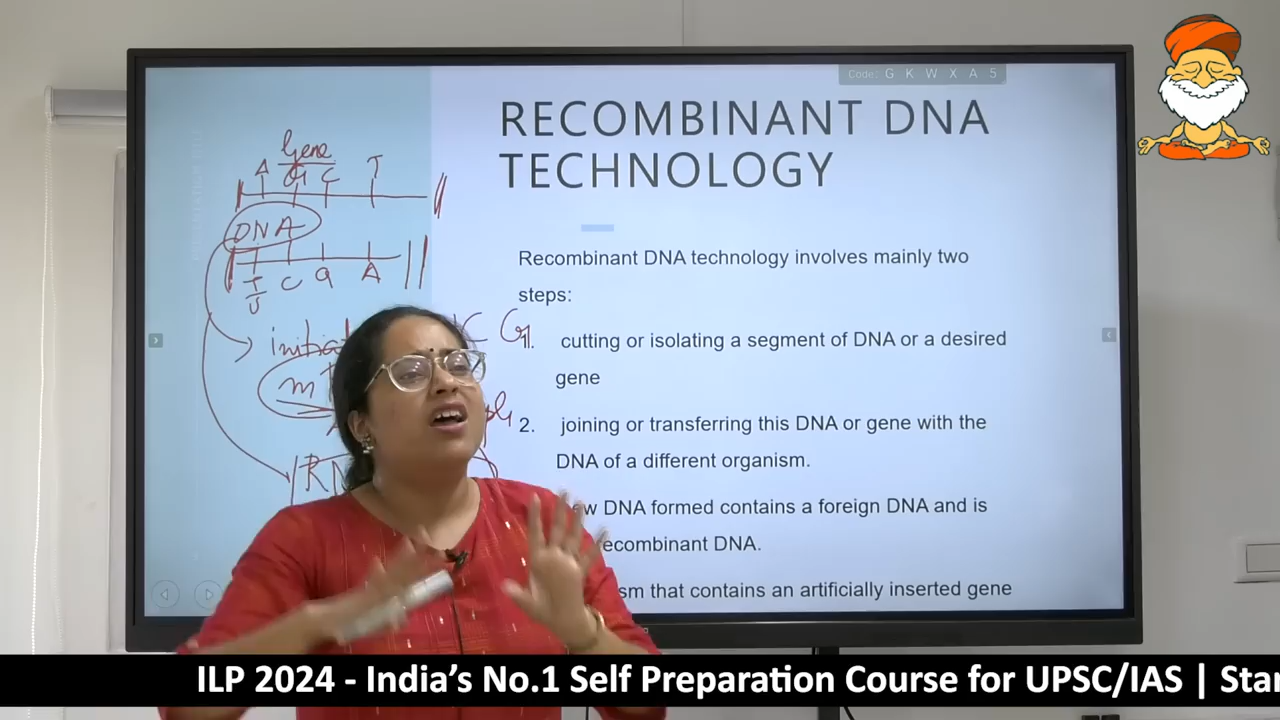 Code: G K W X A 5
RECOMBINANT DNA
TECHNOLOGY
Gene
A G C T
DNA
T C G A
U
Recombinant DNA technology involves mainly two
steps:
1. cutting or isolating a segment of DNA or a desired
gene
2. joining or transferring this DNA or gene with the
DNA of a different organism.
DNA formed contains a foreign DNA and is
DNA.
that contains an artificially inserted gene
ILP 2024 - India’s No.1 Self Preparation Course for UPSC/IAS |